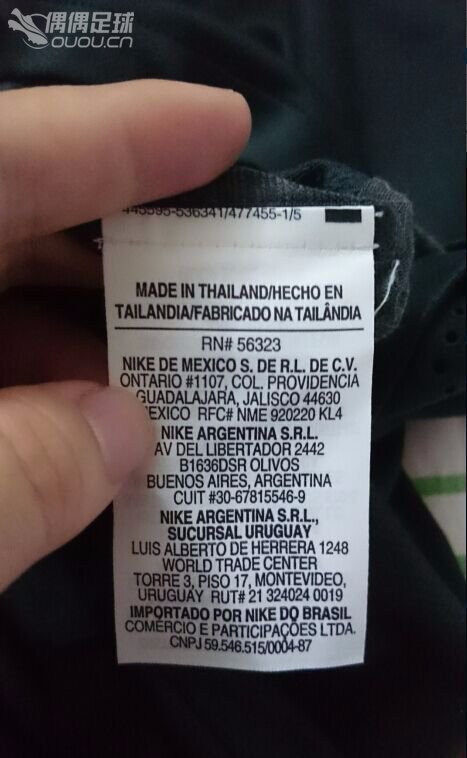 偶偶足球
OUOU.CN
445595-536341/477455-1/5
MADE IN THAILAND/HECHO EN
TAILANDIA/FABRICADO NA TAILÂNDIA
RN# 56323
NIKE DE MEXICO S. DE R.L. DE C.V.
ONTARIO #1107, COL. PROVIDENCIA
GUADALAJARA, JALISCO 44630
MEXICO RFC# NME 920220 KL4
NIKE ARGENTINA S.R.L.
AV DEL LIBERTADOR 2442
B1636DSR OLIVOS
BUENOS AIRES, ARGENTINA
CUIT #30-67815546-9
NIKE ARGENTINA S.R.L.,
SUCURSAL URUGUAY
LUIS ALBERTO DE HERRERA 1248
WORLD TRADE CENTER
TORRE 3, PISO 17, MONTEVIDEO,
URUGUAY RUT# 21 324024 0019
IMPORTADO POR NIKE DO BRASIL
COMÉRCIO E PARTICIPAÇÕES LTDA.
CNPJ 59.546.515/0004-87